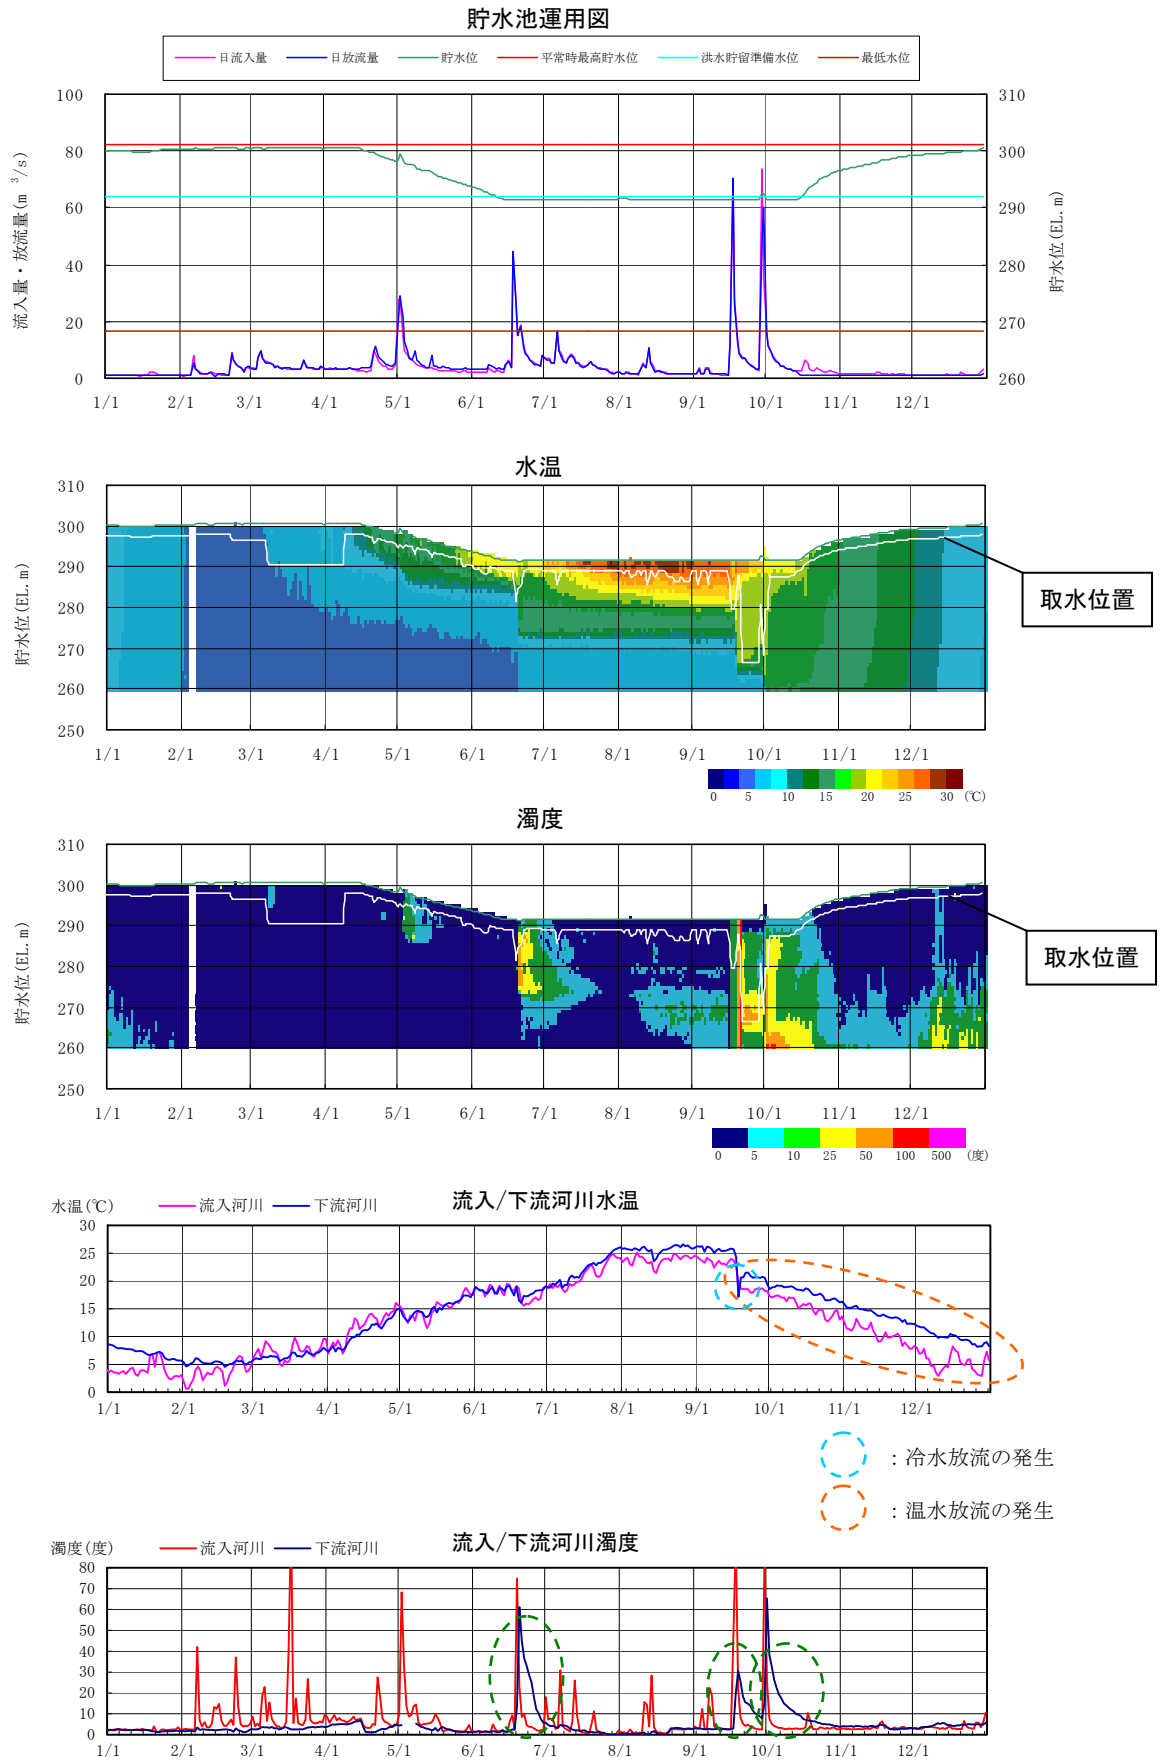 貯水池運用図
日流入量 日放流量 貯水位 平常時最高貯水位 洪水貯留準備水位 最低水位
流入量・放流量(m³/s)
100
80
60
40
20
0
310
300
290
280
270
260
貯水位(EL.m)
1/1 2/1 3/1 4/1 5/1 6/1 7/1 8/1 9/1 10/1 11/1 12/1
水温
貯水位(EL.m)
310
300
290
280
270
260
250
取水位置
1/1 2/1 3/1 4/1 5/1 6/1 7/1 8/1 9/1 10/1 11/1 12/1
0 5 10 15 20 25 30 (℃)
濁度
貯水位(EL.m)
310
300
290
280
270
260
250
取水位置
1/1 2/1 3/1 4/1 5/1 6/1 7/1 8/1 9/1 10/1 11/1 12/1
0 5 10 25 50 100 500 (度)
水温(℃) 流入河川 下流河川 流入/下流河川水温
30
25
20
15
10
5
0
1/1 2/1 3/1 4/1 5/1 6/1 7/1 8/1 9/1 10/1 11/1 12/1
：冷水放流の発生
：温水放流の発生
濁度(度) 流入河川 下流河川 流入/下流河川濁度
80
70
60
50
40
30
20
10
0
1/1 2/1 3/1 4/1 5/1 6/1 7/1 8/1 9/1 10/1 11/1 12/1